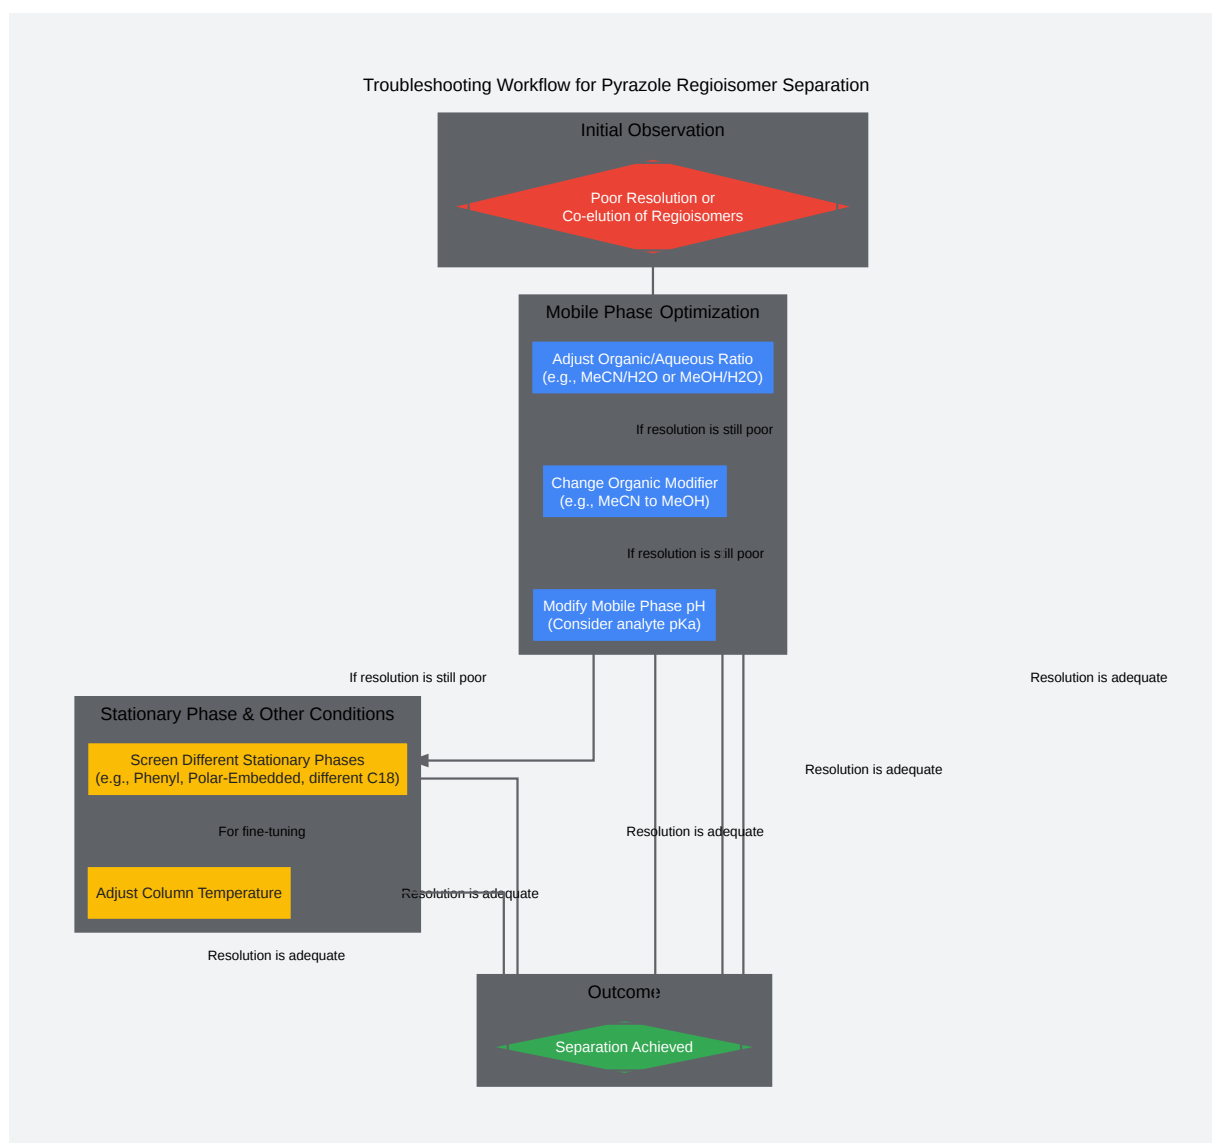 Troubleshooting Workflow for Pyrazole Regioisomer Separation
Initial Observation
Poor Resolution or
Co-elution of Regioisomers
Mobile Phase Optimization
Adjust Organic/Aqueous Ratio
(e.g., MeCN/H2O or MeOH/H2O)
If resolution is still poor
Change Organic Modifier
(e.g., MeCN to MeOH)
If resolution is still poor
Modify Mobile Phase pH
(Consider analyte pKa)
If resolution is still poor
Resolution is adequate
Stationary Phase & Other Conditions
Screen Different Stationary Phases
(e.g., Phenyl, Polar-Embedded, different C18)
Resolution is adequate
For fine-tuning
Resolution is adequate
Adjust Column Temperature
Resolution is adequate
Resolution is adequate
Outcome
Separation Achieved